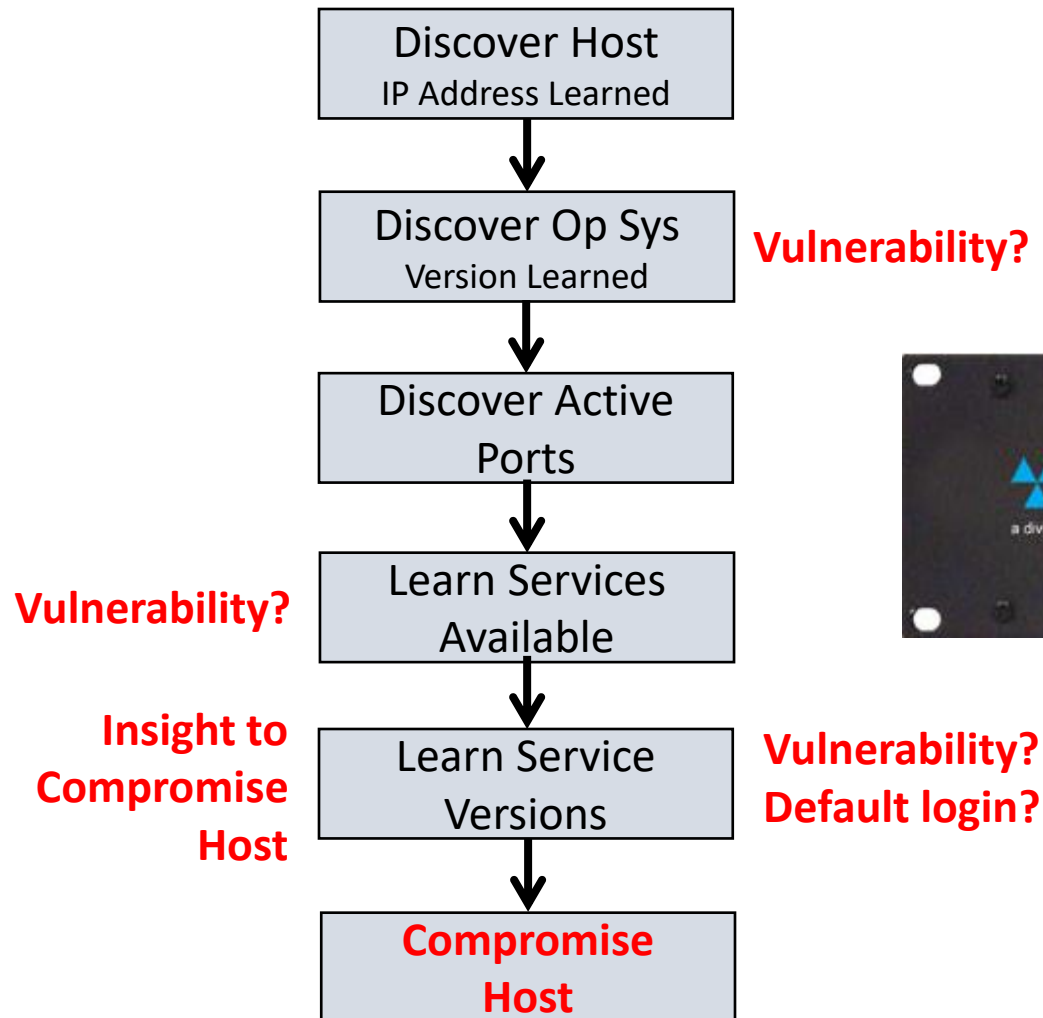 Discover Host
IP Address Learned
Discover Op Sys
Version Learned
Vulnerability?
Discover Active
Ports
a div
Learn Services
Available
Vulnerability?
Insight to
Compromise
Host
Learn Service
Versions
Vulnerability?
Default login?
Compromise
Host